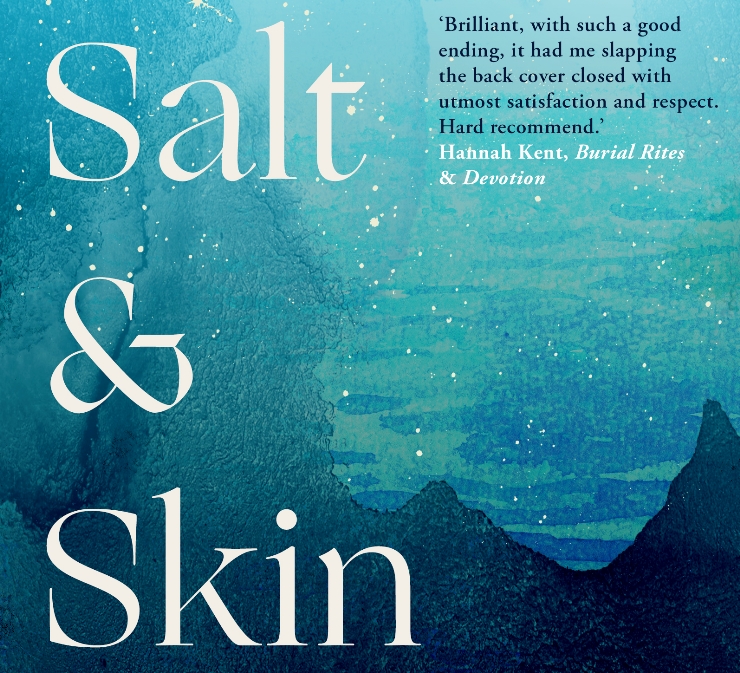 Salt
&
Skin
‘Brilliant, with such a good
ending, it had me slapping
the back cover closed with
utmost satisfaction and respect.
Hard recommend.’
Hannah Kent, Burial Rites
& Devotion